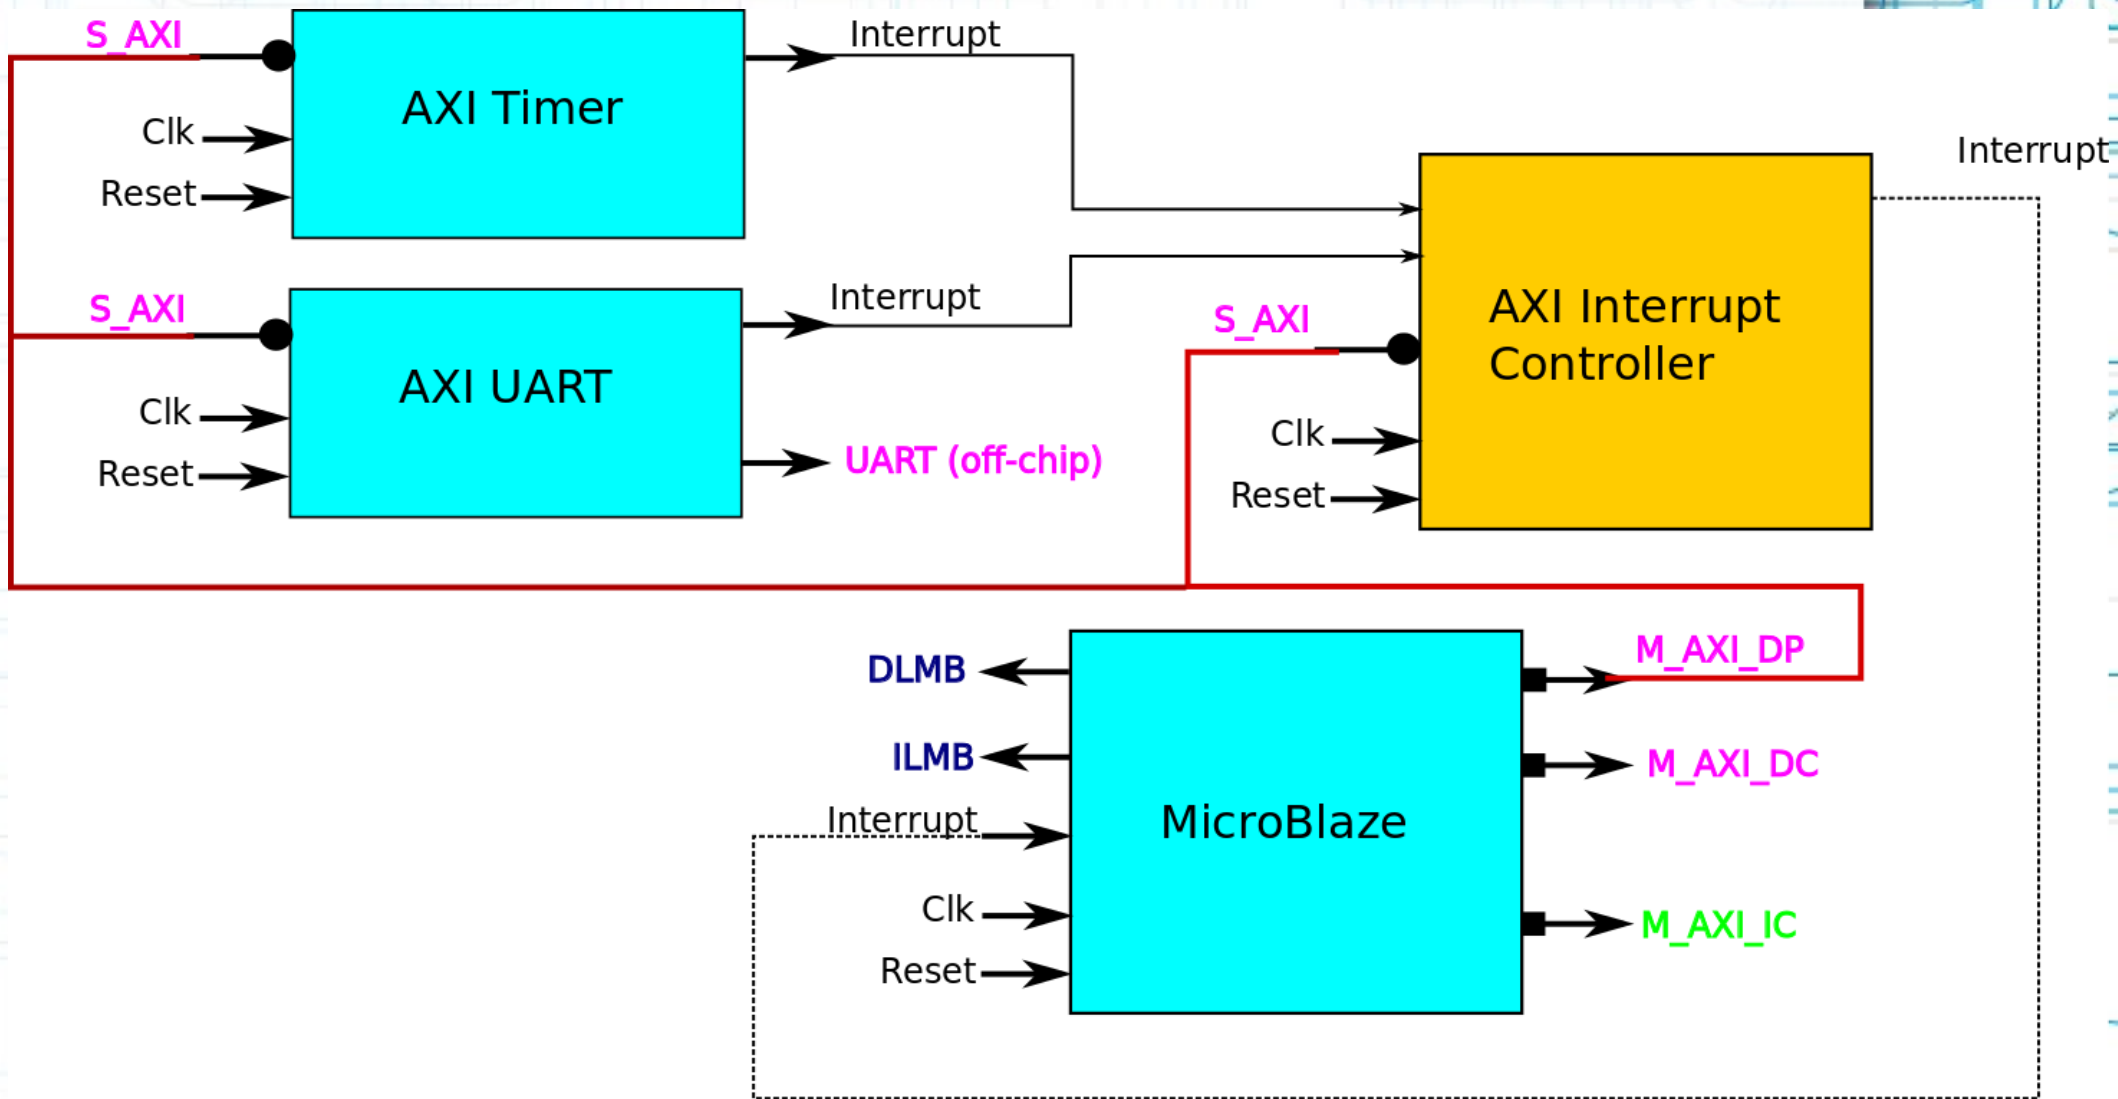 S_AXI
Clk
Reset
AXI Timer
Interrupt
S_AXI
Clk
Reset
AXI UART
Interrupt
UART (off-chip)
S_AXI
Clk
Reset
AXI Interrupt
Controller
Interrupt
DLMB
ILMB
Interrupt
Clk
Reset
MicroBlaze
M_AXI_DP
M_AXI_DC
M_AXI_IC